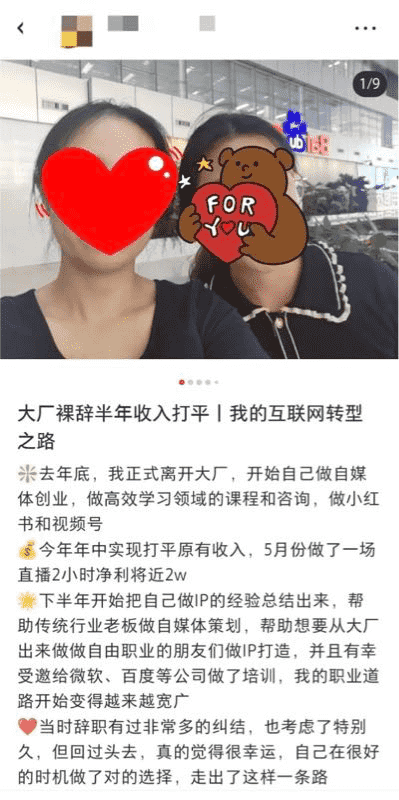 1/9
FOR
YOU
大厂裸辞半年收入打平丨我的互联网转型
之路
去年底，我正式离开大厂，开始自己做自媒
体创业，做高效学习领域的课程和咨询，做小红
书和视频号
💰今年年中实现打平原有收入，5月份做了一场
直播2小时净利将近2w
🌟下半年开始把自己做IP的经验总结出来，帮
助传统行业老板做自媒体策划，帮助想要从大厂
出来做做自由职业的朋友们做IP打造，并且有幸
受邀给微软、百度等公司做了培训，我的职业道
路开始变得越来越宽广
❤️当时辞职有过非常多的纠结，也考虑了特别
久，但回过头去，真的觉得很幸运，自己在很好
的时机做了对的选择，走出了这样一条路